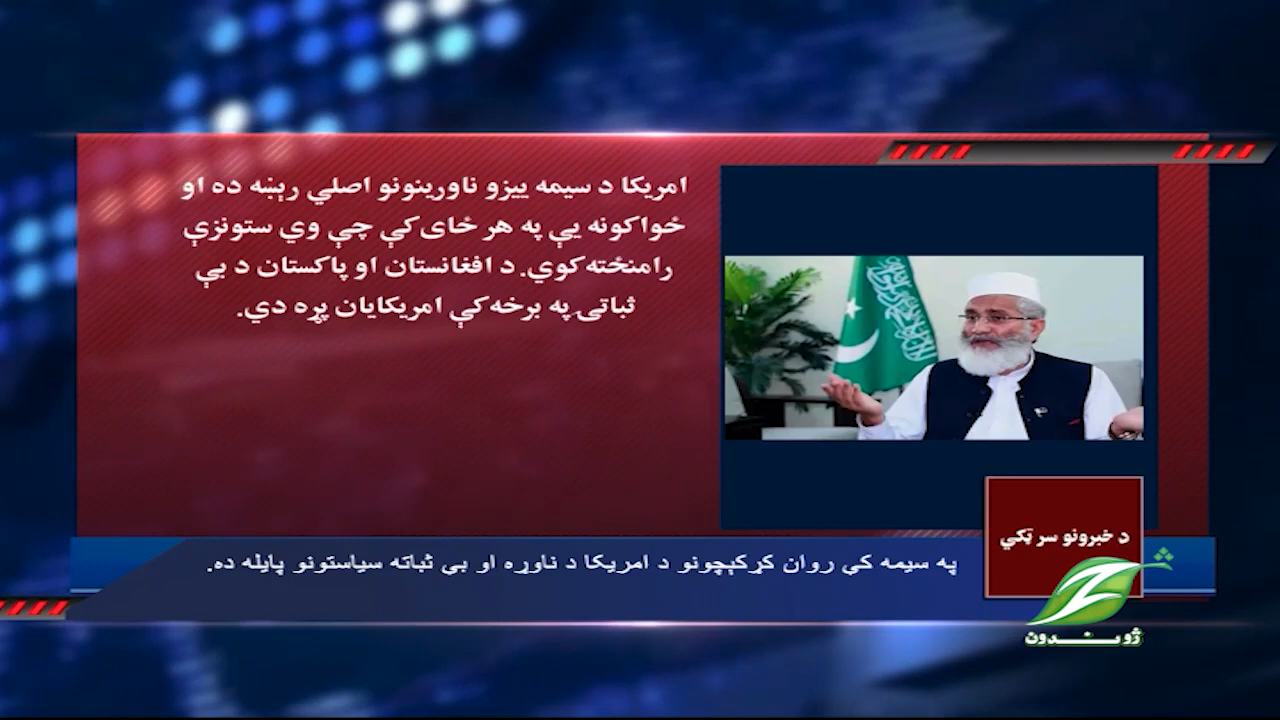 امریکا د سیمه ییزو ناورینونو اصلي رېښه ده او
ځواکونه یې په هر ځای کې چې وي ستونزې
رامنځته کوي. د افغانستان او پاکستان د بې
ثباتۍ په برخه کې امریکایان پړه دي.
د خبرونو سر ټکي
په سیمه کې روان کړکېچونو د امریکا د ناوړه او بې ثباته سیاستونو پایله ده.
ژوندون